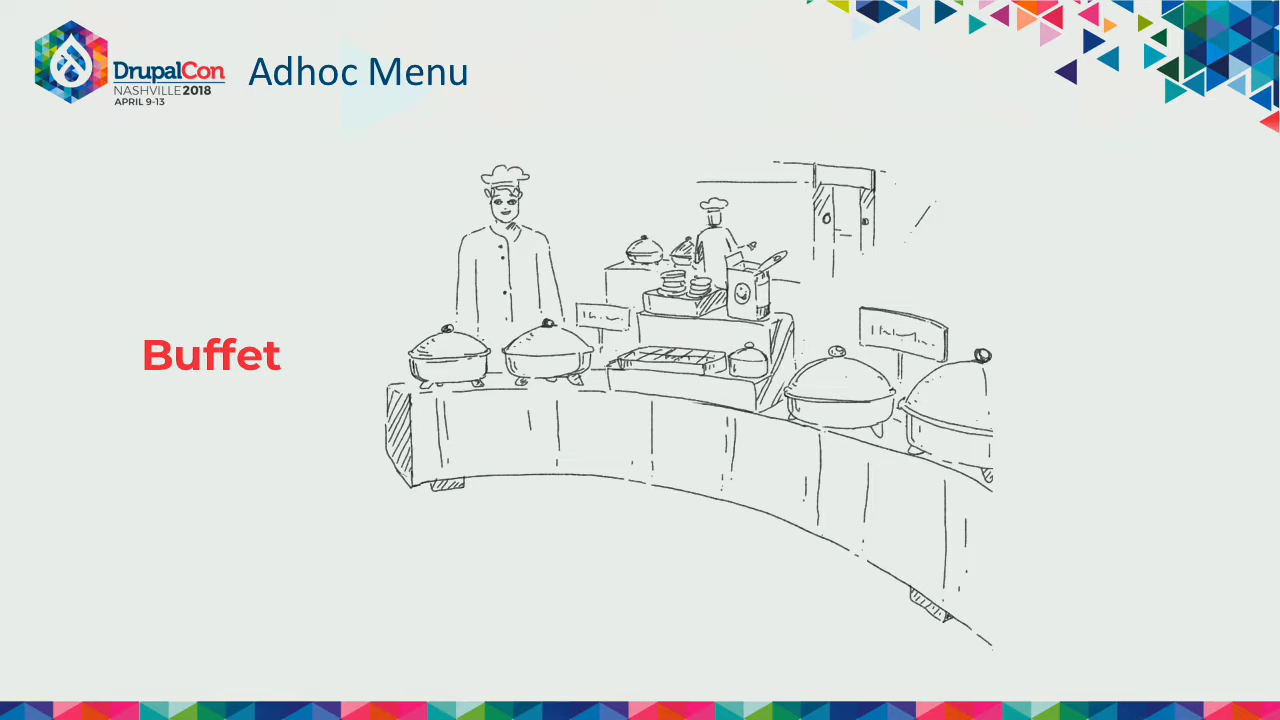 DrupalCon
NASHVILLE 2018
APRIL 9-13
Adhoc Menu
Buffet